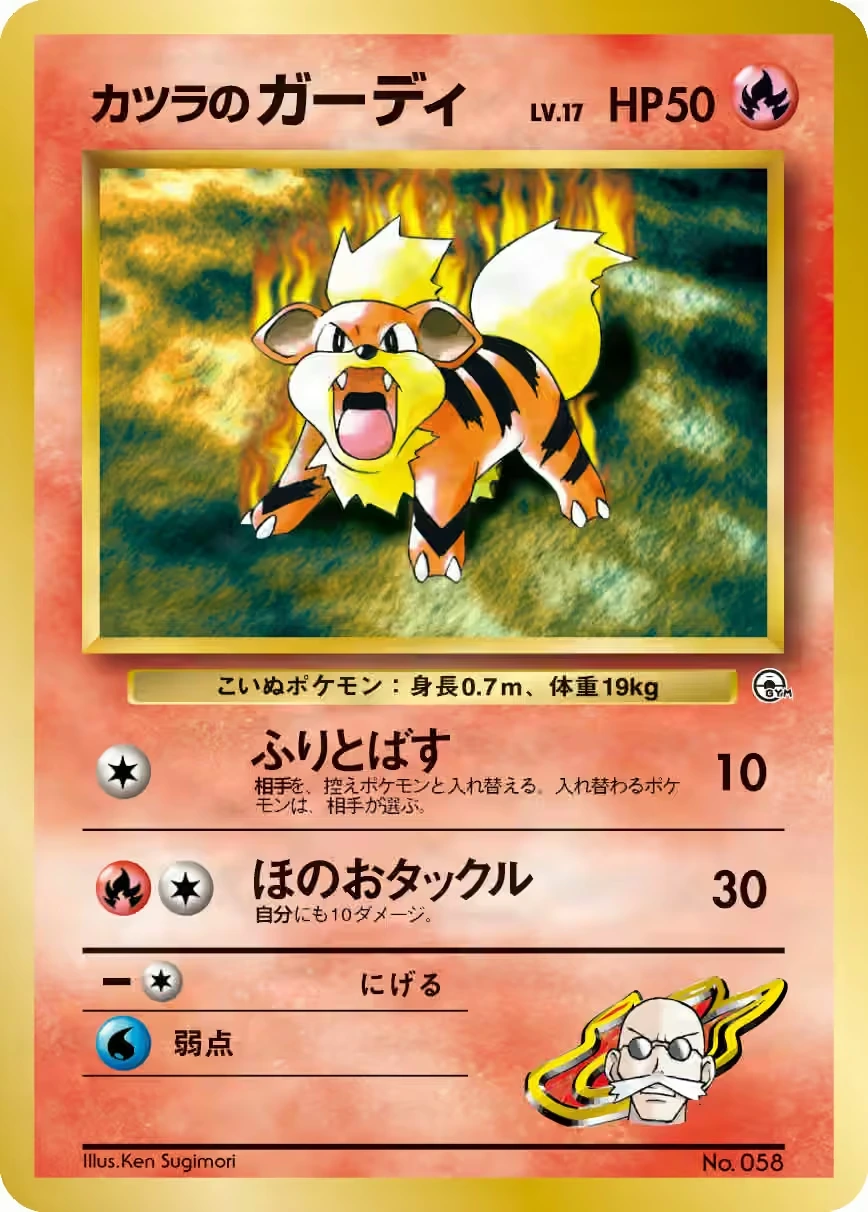 カツラのガーディ LV.17 HP50
こいぬポケモン：身長0.7m、体重19kg
GYM
ふりとばす 10
相手を、控えポケモンと入れ替える。入れ替わるポケ
モンは、相手が選ぶ。
ほのおタックル 30
自分にも10ダメージ。
にげる
弱点
Illus.Ken Sugimori No. 058